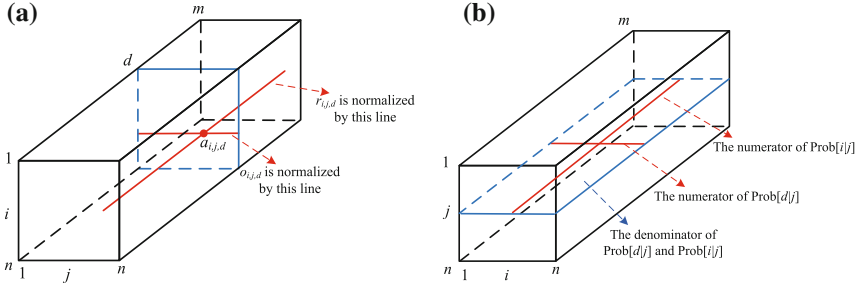 (a)
m
d
r_{i,j,d} is normalized
by this line
a_{i,j,d}
o_{i,j,d} is normalized
by this line
1
i
n
1
j
n
(b)
m
The numerator of Prob[i|j]
1
The numerator of Prob[d|j]
j
The denominator of
Prob[d|j] and Prob[i|j]
n
1
i
n